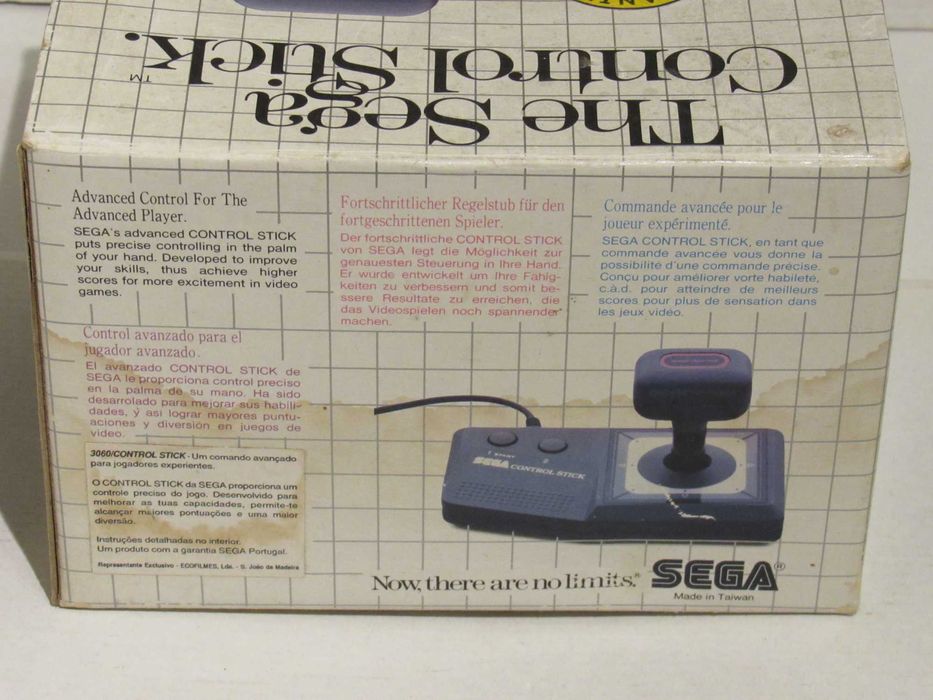 The Sega
Control Stick.™
Advanced Control For The
Advanced Player.
SEGA's advanced CONTROL STICK
puts precise controlling in the palm
of your hand. Developed to improve
your skills, thus achieve higher
scores for more excitement in video
games.
Fortschrittlicher Regelstub für den
fortgeschrittenen Spieler.
Der fortschrittliche CONTROL STICK
von SEGA legt die Möglichkeit zur
genauesten Steuerung in Ihre Hand.
Er wurde entwickelt um Ihre Fähig-
keiten zu verbessern und somit be-
ssere Resultate zu erreichen, die
das Videospielen noch spannender
machen.
Commande avancée pour le
joueur expérimenté.
SEGA CONTROL STICK, en tant que
commande avancée vous donne la
possibilite d'une commande précise.
Concu pour améliorer vorte habileté,
c.à.d. pour atteindre de meilleurs
scores pour plus de sensation dans
les jeux vidéo.
Control avanzado para el
jugador avanzado.
El avanzado CONTROL STICK de
SEGA le proporciona control preciso
en la palma de su mano. Ha sido
desarrolado para mejorar sus habili-
dades, ý asi lograr mayores puntu-
aciones y diversión en juegos de
video.
3060/CONTROL STICK - Um comando avançado
para jogadores experientes.
O CONTROL STICK da SEGA proporciona um
controle preciso do jogo. Desenvolvido para
melhorar as tuas capacidades, permite-te
alcançar maiores pontuações e uma maior
diversão.
Instruções detalhadas no interior.
Um produto com a garantia SEGA Portugal.
Representante Exclusivo - ECOFILMES, Lda. - S. João da Madeira
1 START 2
SEGA CONTROL STICK
Now, there are no limits.® SEGA®
Made in Taiwan